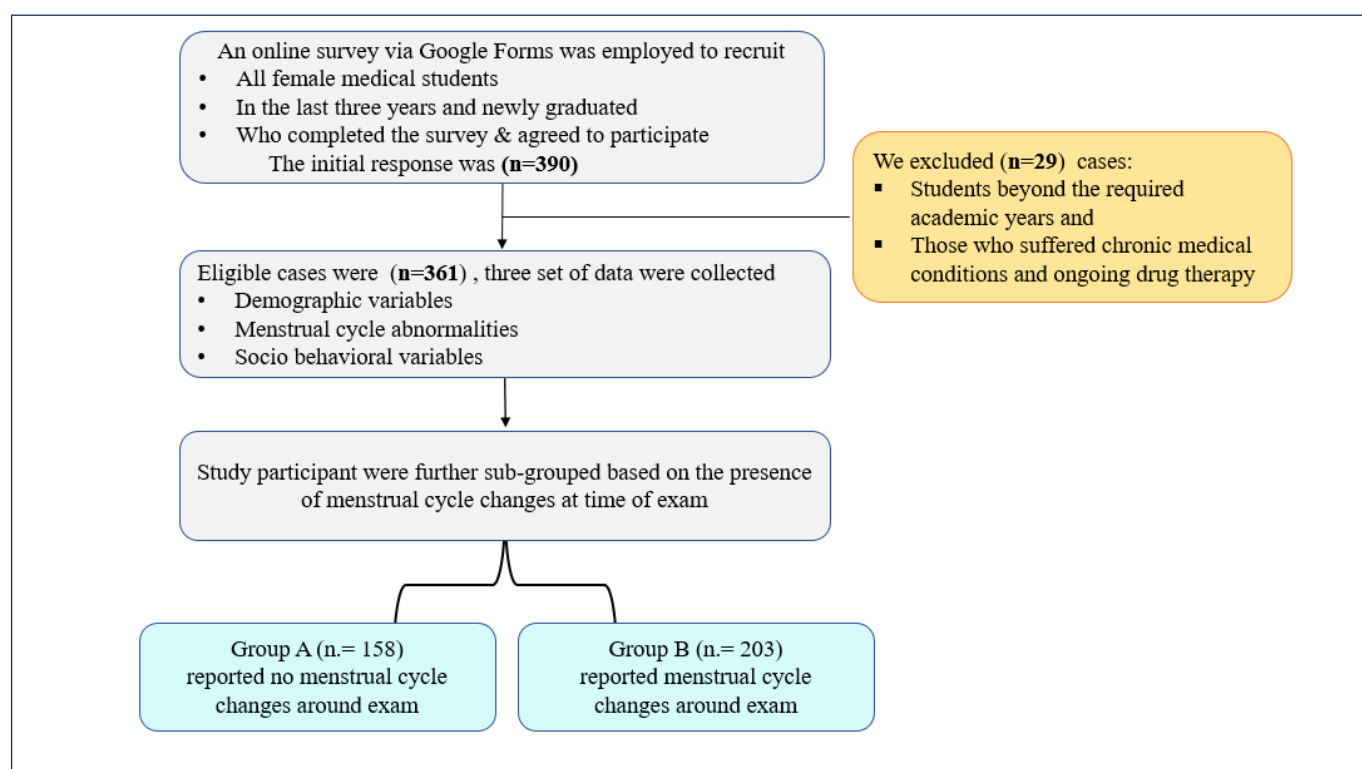 An online survey via Google Forms was employed to recruit
• All female medical students
• In the last three years and newly graduated
• Who completed the survey & agreed to participate
The initial response was (n=390)
We excluded (n=29) cases:
▪ Students beyond the required
academic years and
▪ Those who suffered chronic medical
conditions and ongoing drug therapy
Eligible cases were (n=361) , three set of data were collected
• Demographic variables
• Menstrual cycle abnormalities
• Socio behavioral variables
Study participant were further sub-grouped based on the presence
of menstrual cycle changes at time of exam
Group A (n.= 158)
reported no menstrual cycle
changes around exam
Group B (n.= 203)
reported menstrual cycle
changes around exam